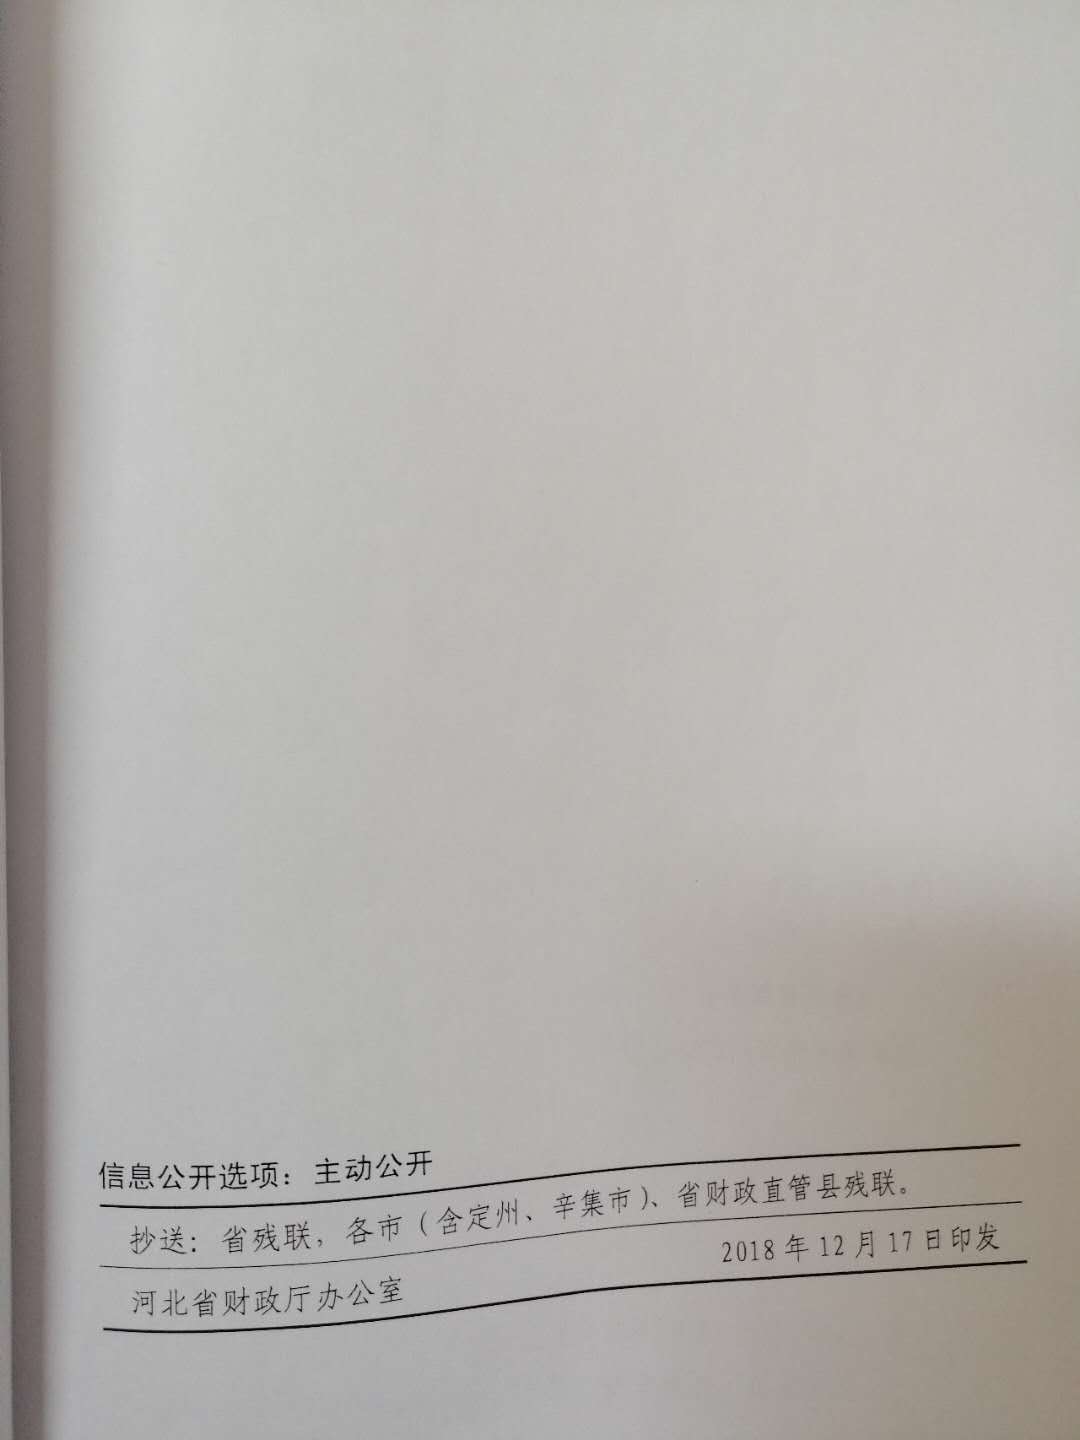 信息公开选项：主动公开
抄送：省残联，各市（含定州、辛集市）、省财政直管县残联。
河北省财政厅办公室 2018年12月17日印发